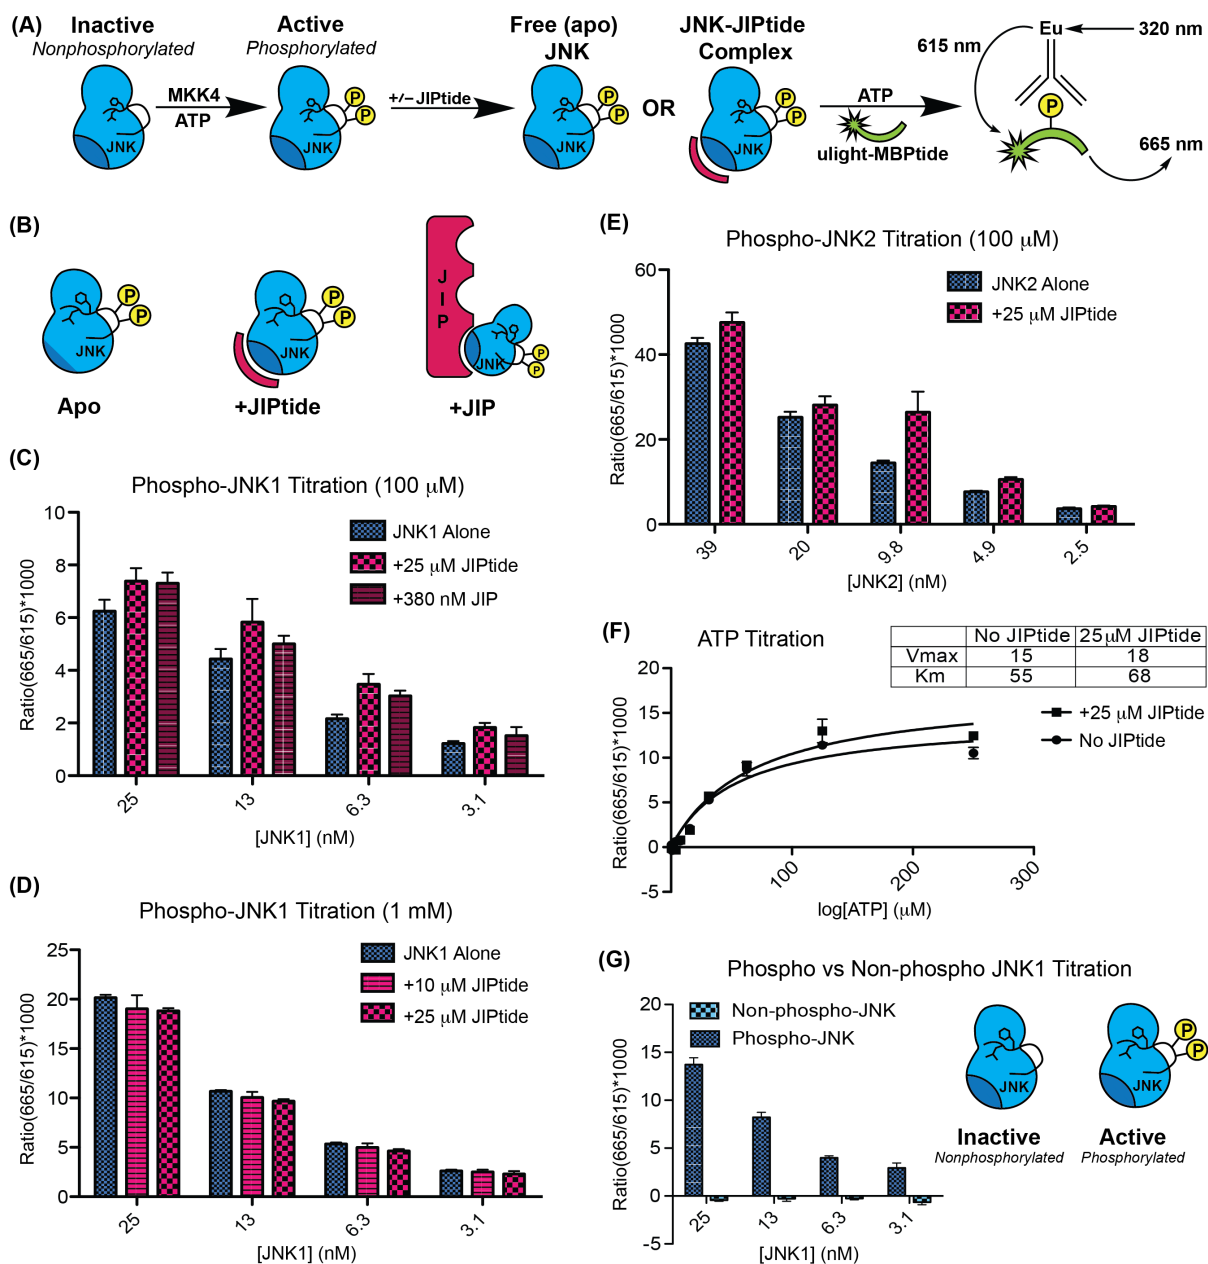 (A)
Inactive
Nonphosphorylated
JNK
MKK4
ATP
Active
Phosphorylated
P
P
JNK
+/−JIPtide
Free (apo)
JNK
P
P
JNK
OR
JNK-JIPtide
Complex
P
P
JNK
ATP
ulight-MBPtide
615 nm
Eu
320 nm
P
665 nm
(B)
P
P
JNK
Apo
P
P
JNK
+JIPtide
J
I
P
JNK
P
P
+JIP
(C)
Phospho-JNK1 Titration (100 µM)
JNK1 Alone
+25 µM JIPtide
+380 nM JIP
Ratio(665/615)*1000
10
8
6
4
2
0
25
13
6.3
3.1
[JNK1] (nM)
(D)
Phospho-JNK1 Titration (1 mM)
JNK1 Alone
+10 µM JIPtide
+25 µM JIPtide
Ratio(665/615)*1000
25
20
15
10
5
0
25
13
6.3
3.1
[JNK1] (nM)
(E)
Phospho-JNK2 Titration (100 µM)
JNK2 Alone
+25 µM JIPtide
Ratio(665/615)*1000
60
40
20
0
39
20
9.8
4.9
2.5
[JNK2] (nM)
(F)
ATP Titration
No JIPtide 25µM JIPtide
Vmax 15 18
Km 55 68
+25 µM JIPtide
No JIPtide
Ratio(665/615)*1000
20
15
10
5
0
-5
100
200
300
log[ATP] (µM)
(G)
Phospho vs Non-phospho JNK1 Titration
Non-phospho-JNK
Phospho-JNK
Ratio(665/615)*1000
20
15
10
5
0
-5
25
13
6.3
3.1
[JNK1] (nM)
JNK
Inactive
Nonphosphorylated
P
P
JNK
Active
Phosphorylated